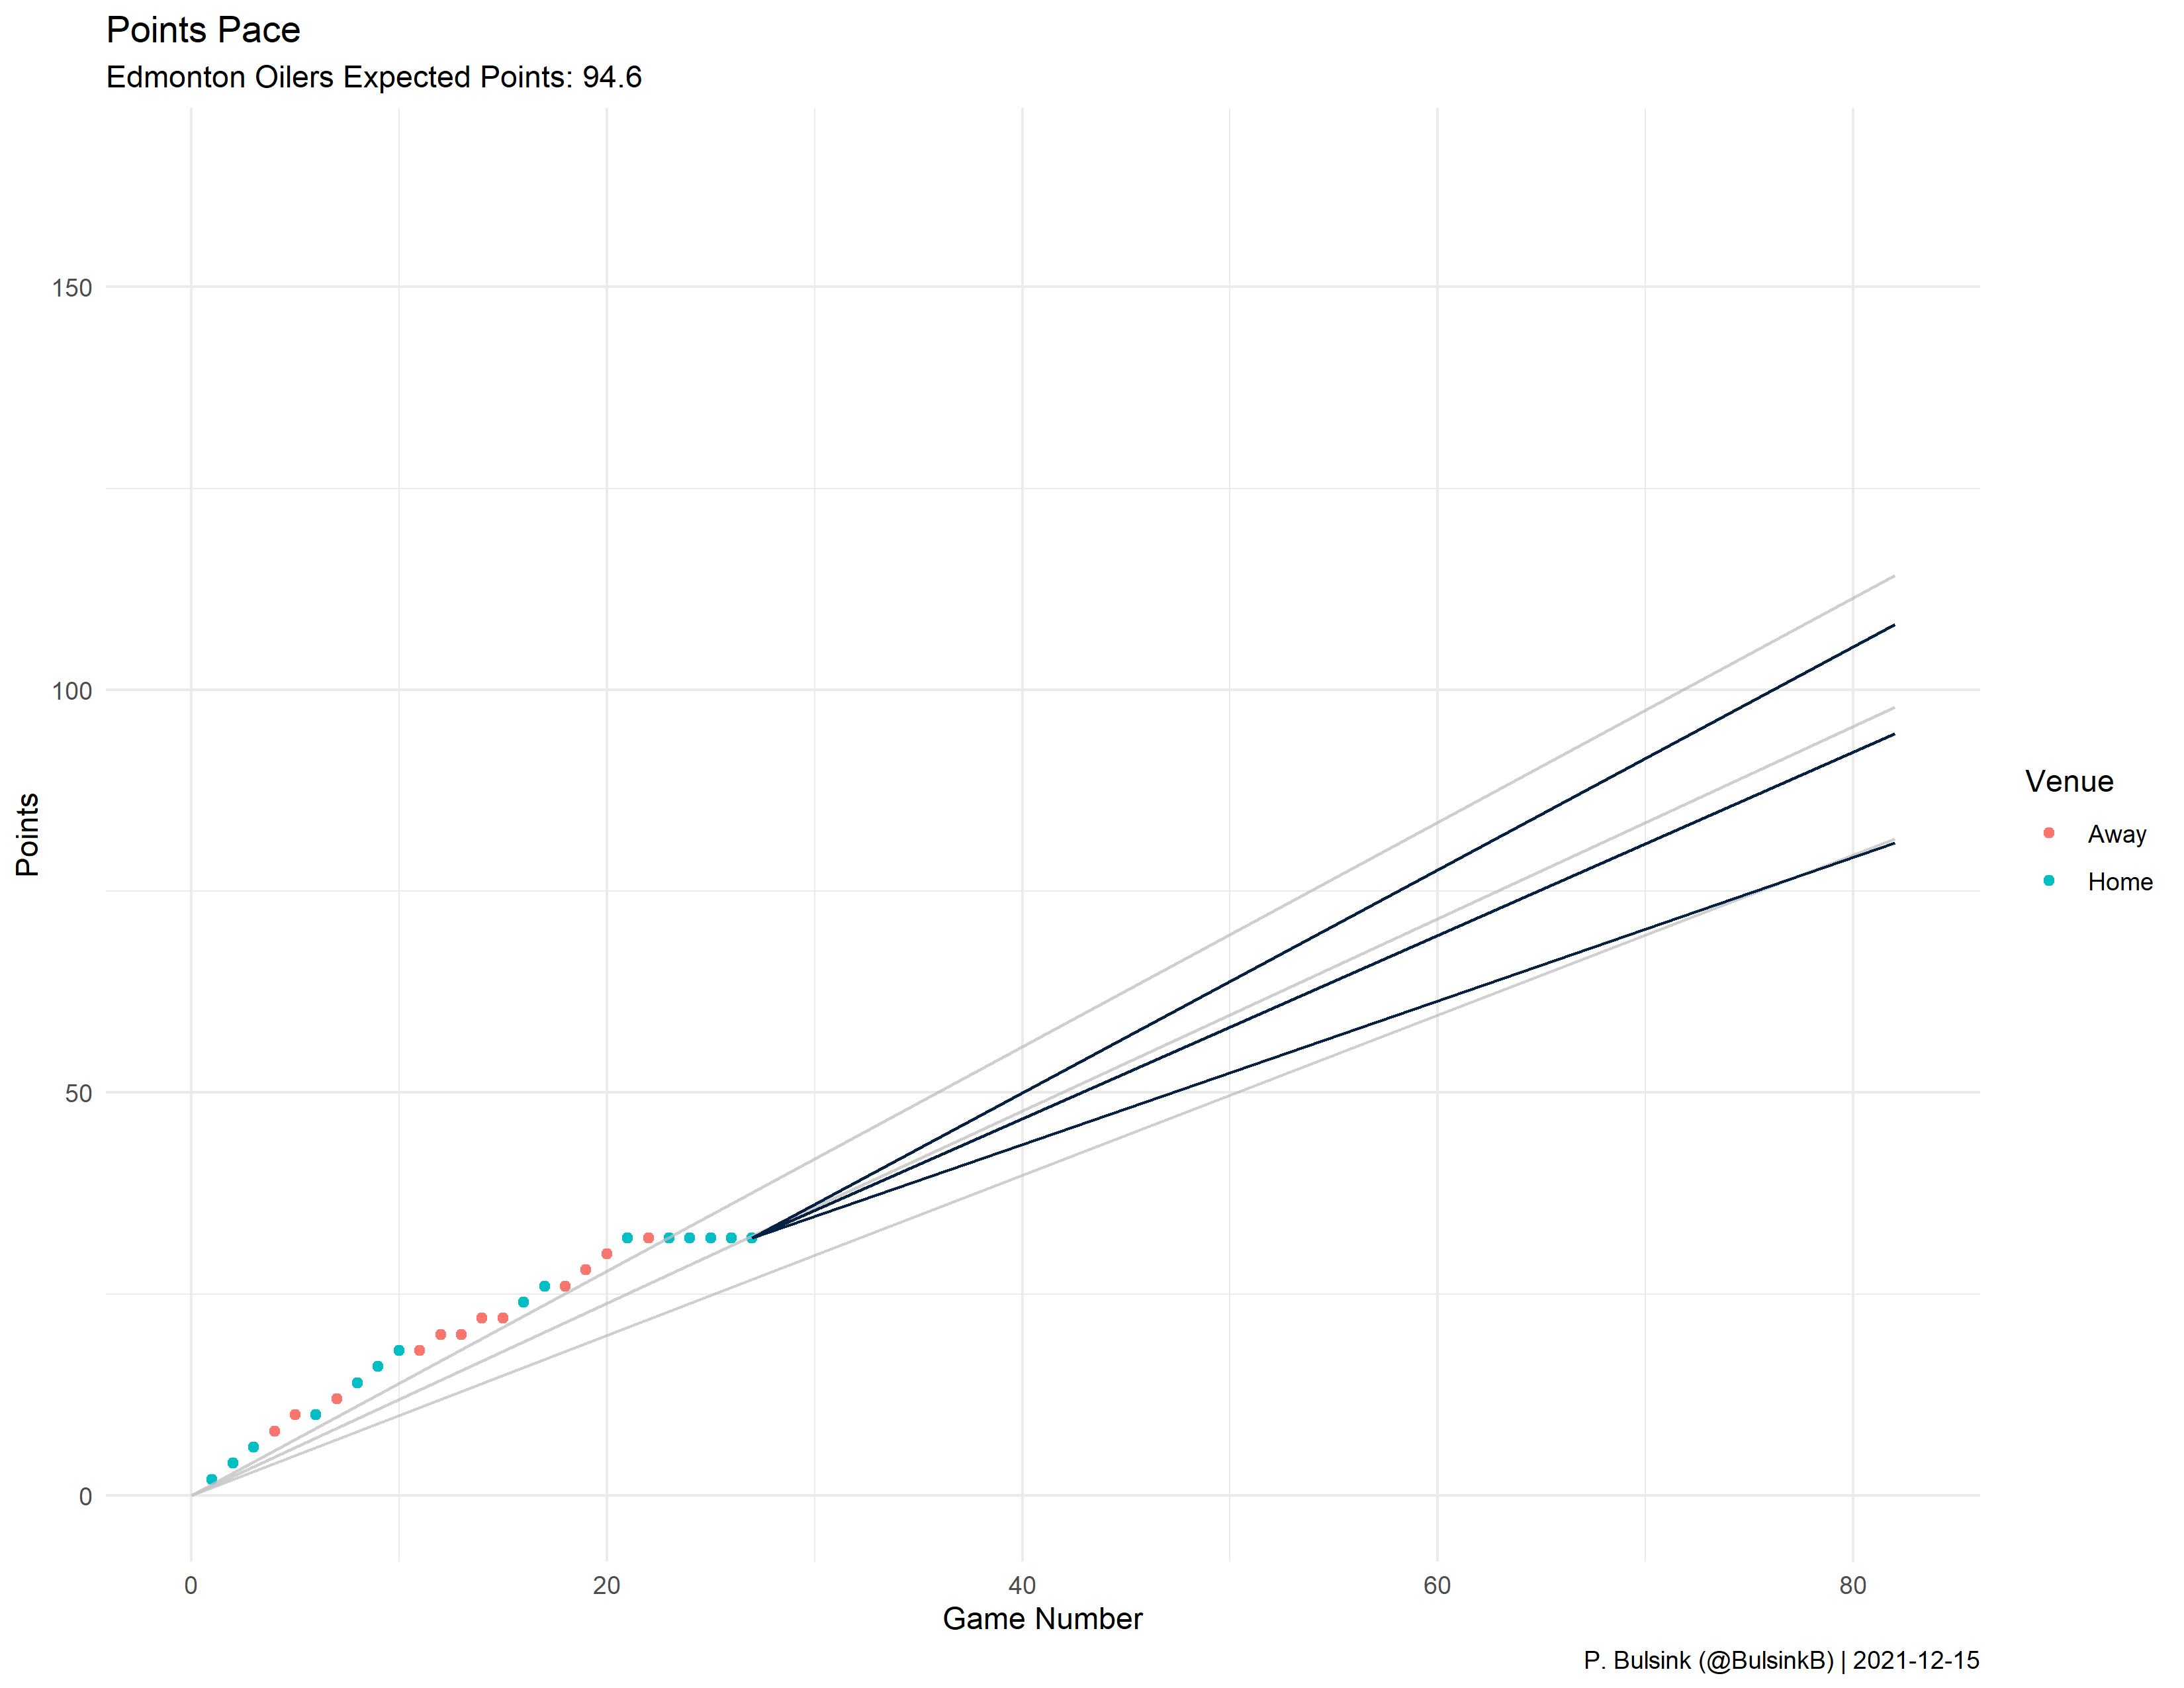 Points Pace
Edmonton Oilers Expected Points: 94.6
150
100
50
0
Points
0 20 40 60 80
Game Number
Venue
Away
Home
P. Bulsink (@BulsinkB) | 2021-12-15